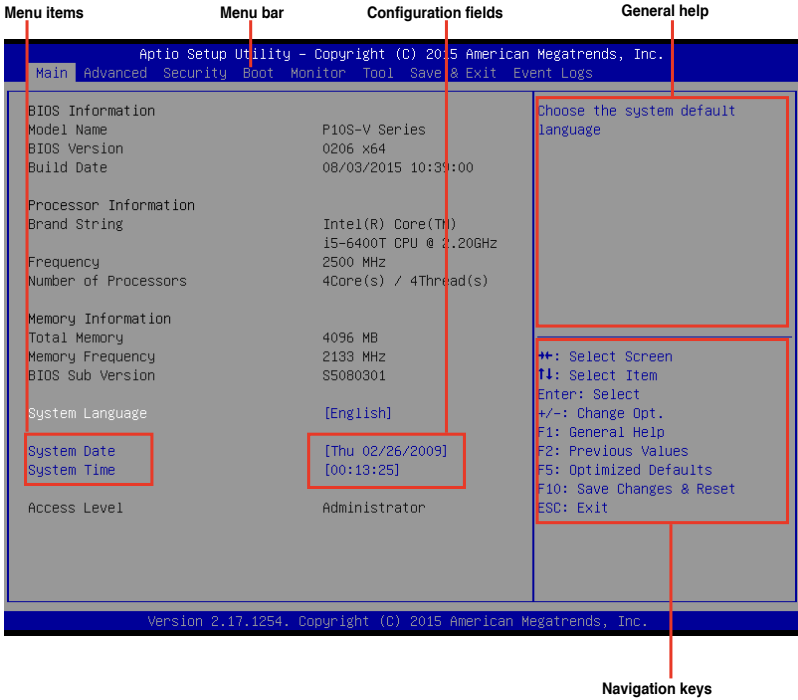 Menu items Menu bar Configuration fields General help
Aptio Setup Utility – Copyright (C) 2015 American Megatrends, Inc.
Main Advanced Security Boot Monitor Tool Save & Exit Event Logs
BIOS Information
Model Name P10S-V Series
BIOS Version 0206 x64
Build Date 08/03/2015 10:39:00
Processor Information
Brand String Intel(R) Core(TM)
i5-6400T CPU @ 2.20GHz
Frequency 2500 MHz
Number of Processors 4Core(s) / 4Thread(s)
Memory Information
Total Memory 4096 MB
Memory Frequency 2133 MHz
BIOS Sub Version S5080301
System Language [English]
System Date [Thu 02/26/2009]
System Time [00:13:25]
Access Level Administrator
Choose the system default
language
→←: Select Screen
↑↓: Select Item
Enter: Select
+/-: Change Opt.
F1: General Help
F2: Previous Values
F5: Optimized Defaults
F10: Save Changes & Reset
ESC: Exit
Version 2.17.1254. Copyright (C) 2015 American Megatrends, Inc.
Navigation keys